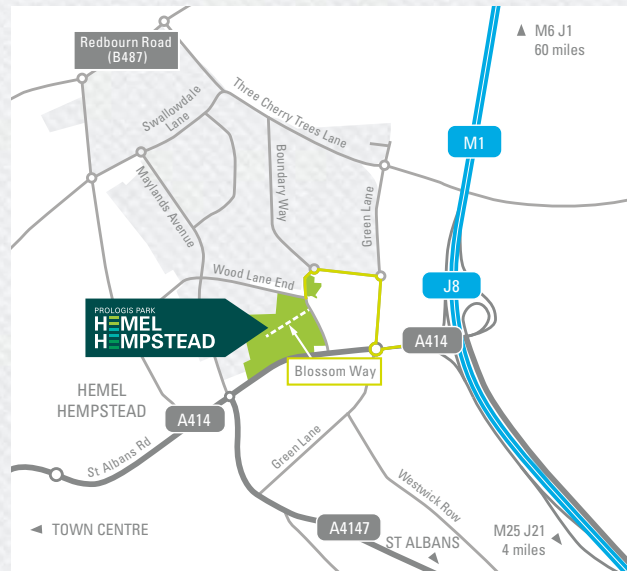 M6 J1
60 miles
Redbourn Road
(B487)
Three Cherry Trees Lane
Swallowdale
Lane
M1
Boundary Way
Maylands Avenue
Green Lane
Wood Lane End
J8
PROLOGIS PARK
HEMEL
HEMPSTEAD
A414
Blossom Way
HEMEL
HEMPSTEAD
A414
St Albans Rd
Green Lane
Westwick Row
TOWN CENTRE
A4147
ST ALBANS
M25 J21
4 miles